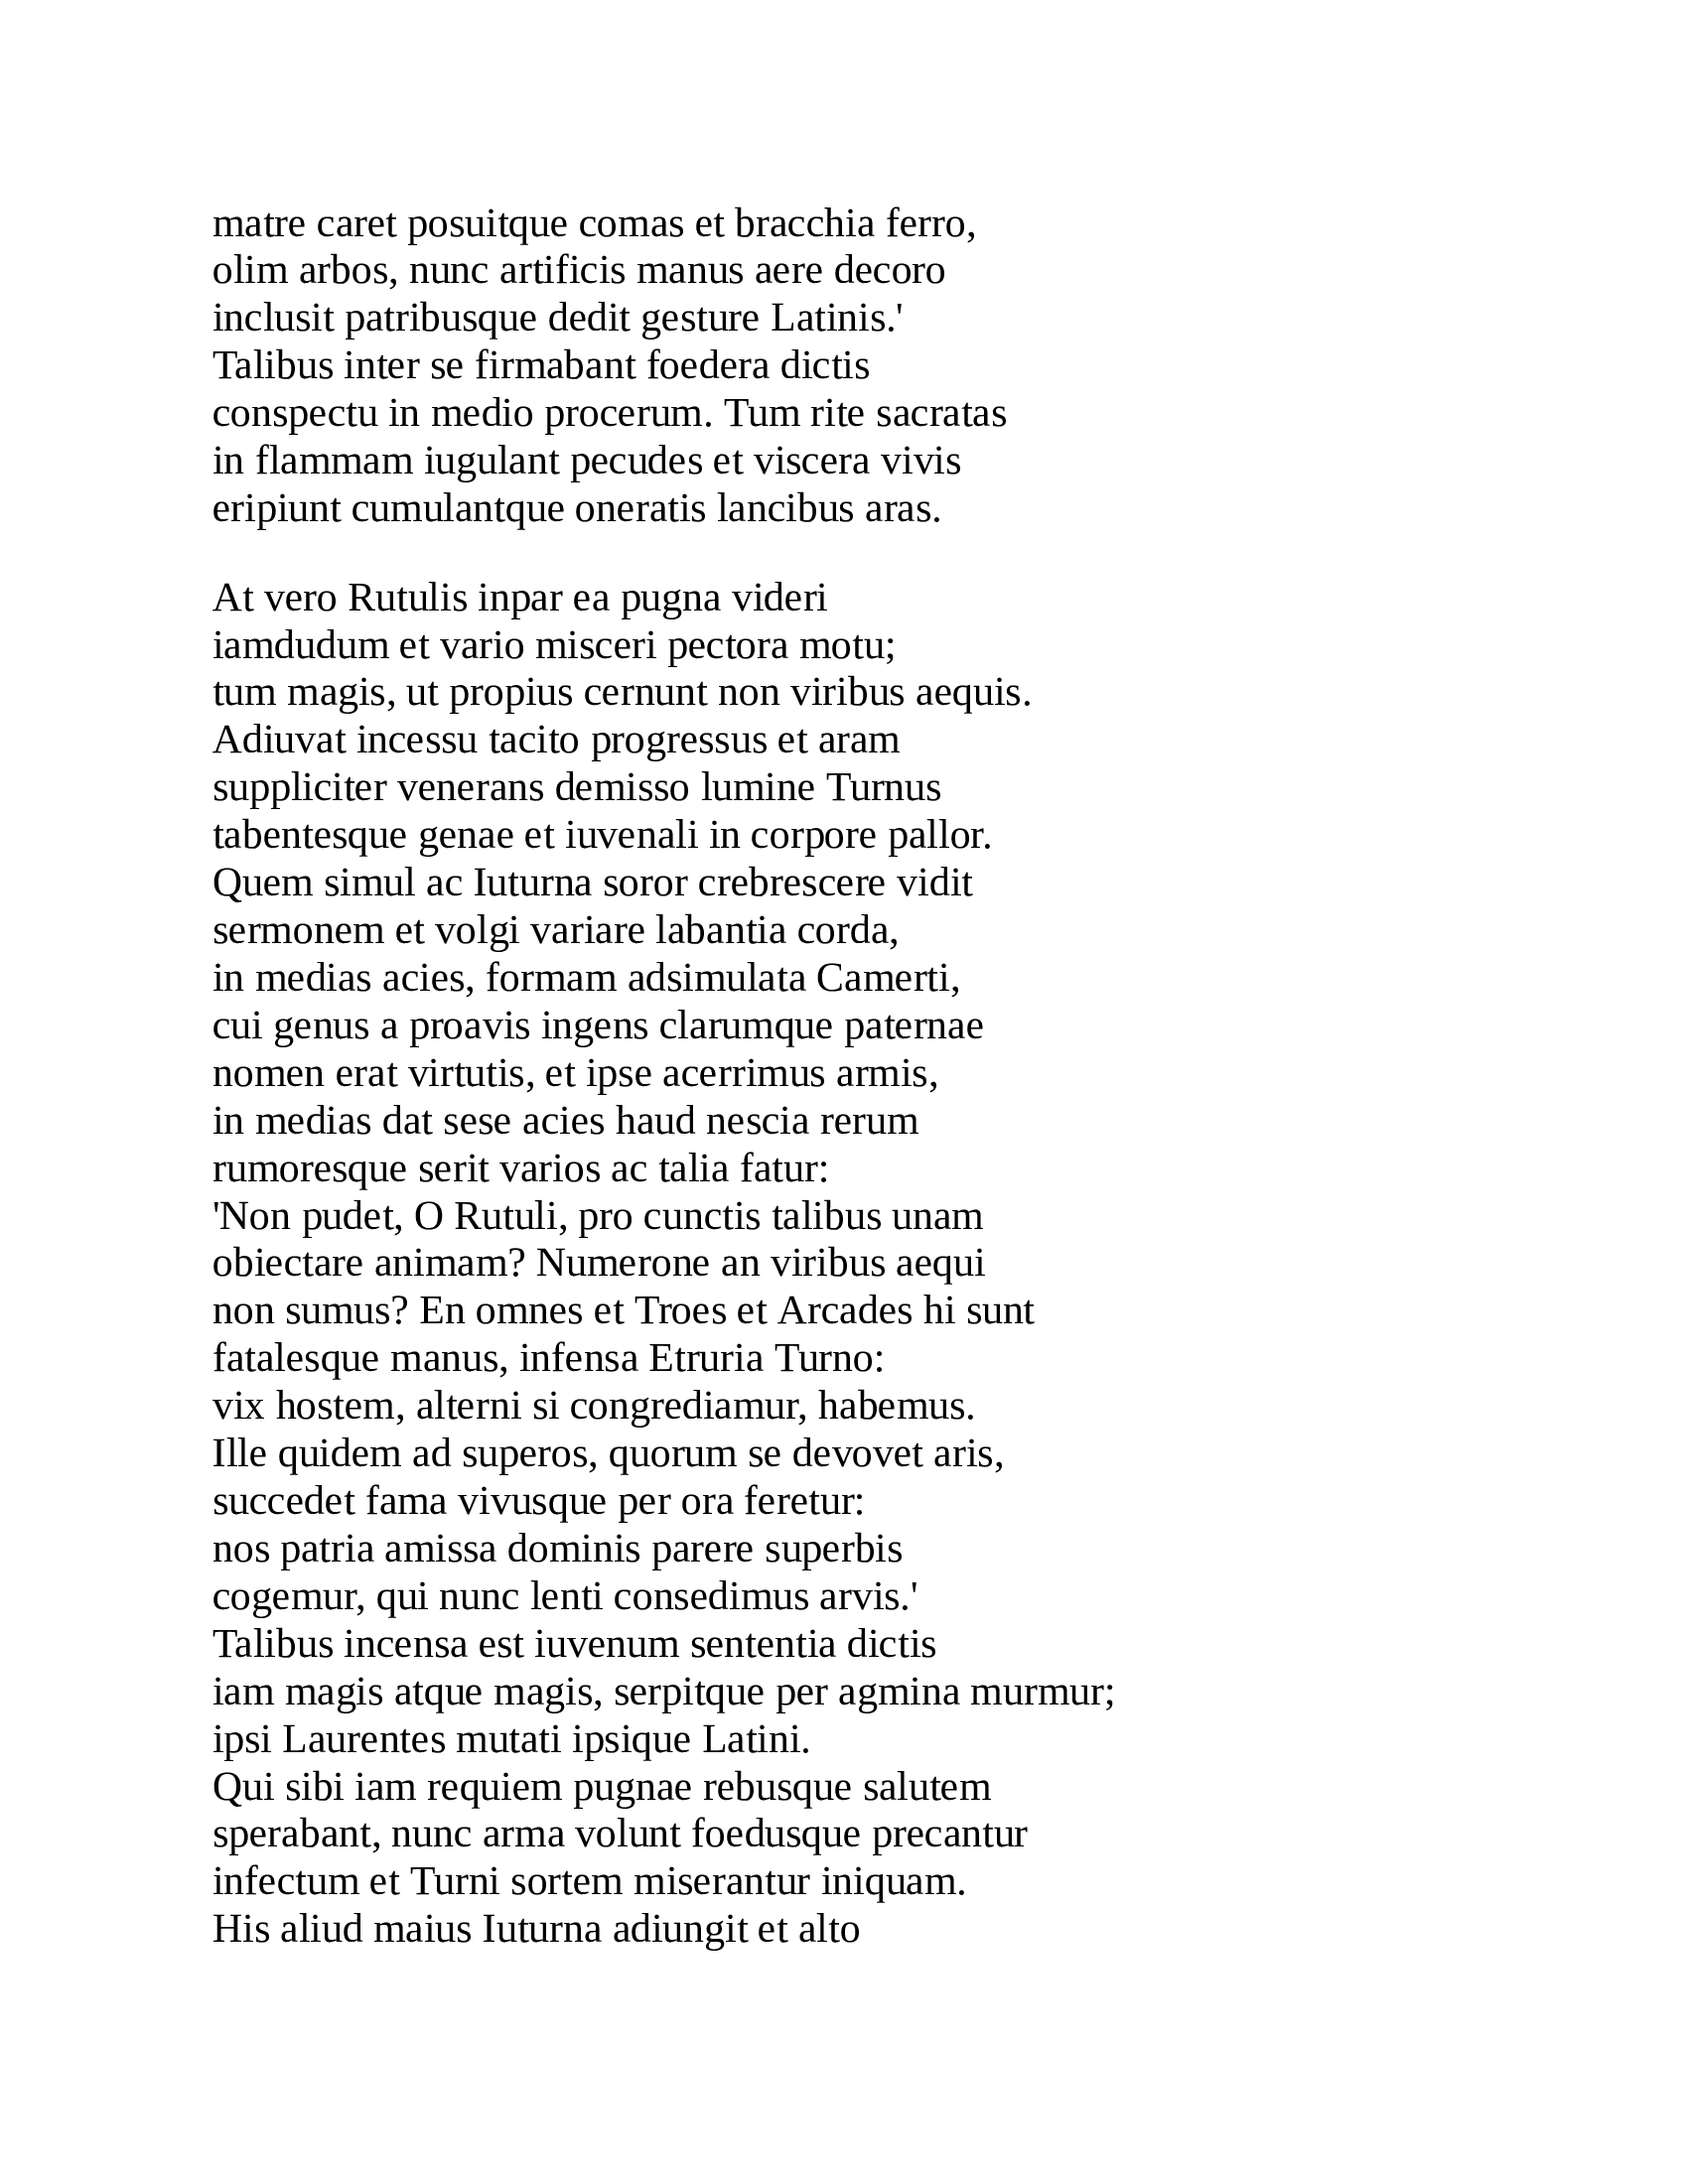 matre caret posuitque comas et bracchia ferro,
olim arbos, nunc artificis manus aere decoro
inclusit patribusque dedit gesture Latinis.'
Talibus inter se firmabant foedera dictis
conspectu in medio procerum. Tum rite sacratas
in flammam iugulant pecudes et viscera vivis
eripiunt cumulantque oneratis lancibus aras.

At vero Rutulis inpar ea pugna videri
iamdudum et vario misceri pectora motu;
tum magis, ut propius cernunt non viribus aequis.
Adiuvat incessu tacito progressus et aram
suppliciter venerans demisso lumine Turnus
tabentesque genae et iuvenali in corpore pallor.
Quem simul ac Iuturna soror crebrescere vidit
sermonem et volgi variare labantia corda,
in medias acies, formam adsimulata Camerti,
cui genus a proavis ingens clarumque paternae
nomen erat virtutis, et ipse acerrimus armis,
in medias dat sese acies haud nescia rerum
rumoresque serit varios ac talia fatur:
'Non pudet, O Rutuli, pro cunctis talibus unam
obiectare animam? Numerone an viribus aequi
non sumus? En omnes et Troes et Arcades hi sunt
fatalesque manus, infensa Etruria Turno:
vix hostem, alterni si congrediamur, habemus.
Ille quidem ad superos, quorum se devovet aris,
succedet fama vivusque per ora feretur:
nos patria amissa dominis parere superbis
cogemur, qui nunc lenti consedimus arvis.'
Talibus incensa est iuvenum sententia dictis
iam magis atque magis, serpitque per agmina murmur;
ipsi Laurentes mutati ipsique Latini.
Qui sibi iam requiem pugnae rebusque salutem
sperabant, nunc arma volunt foedusque precantur
infectum et Turni sortem miserantur iniquam.
His aliud maius Iuturna adiungit et alto